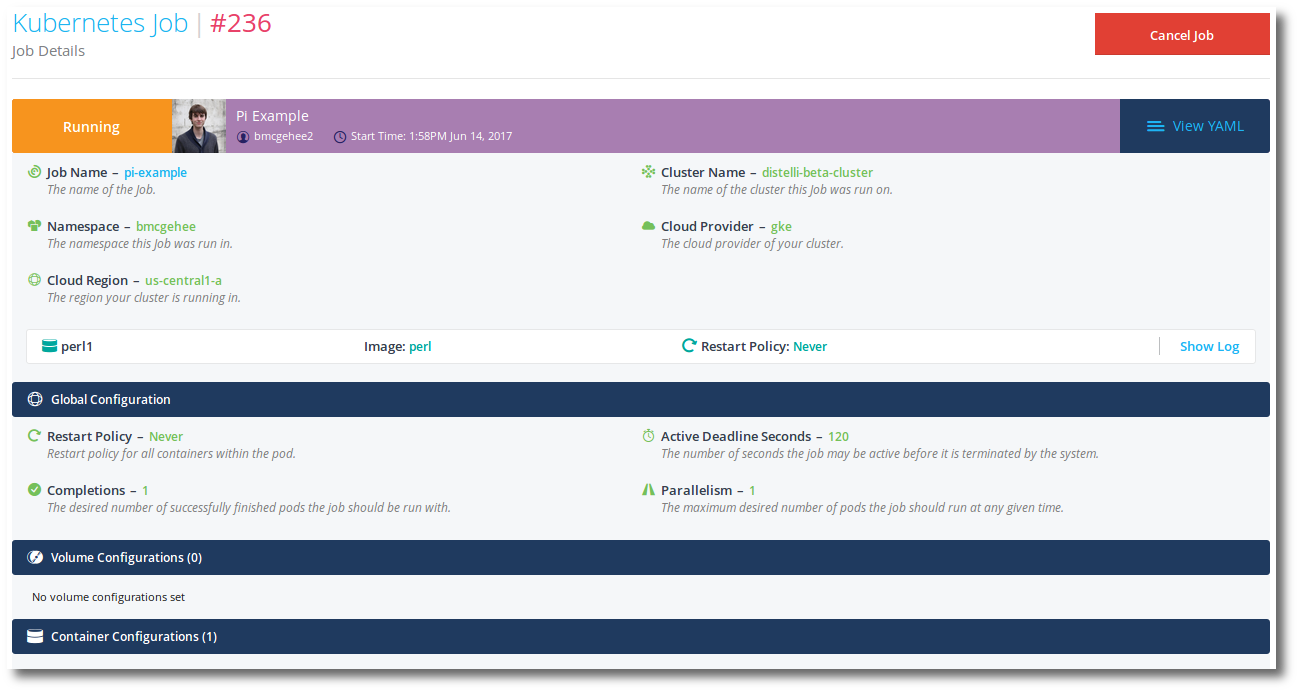 Kubernetes Job | #236
Job Details
Cancel Job
Running
Pi Example
bmcgehee2 Start Time: 1:58PM Jun 14, 2017
View YAML
Job Name – pi-example
The name of the Job.
Cluster Name – distelli-beta-cluster
The name of the cluster this Job was run on.
Namespace – bmcgehee
The namespace this Job was run in.
Cloud Provider – gke
The cloud provider of your cluster.
Cloud Region – us-central1-a
The region your cluster is running in.
perl1 Image: perl Restart Policy: Never Show Log
Global Configuration
Restart Policy – Never
Restart policy for all containers within the pod.
Active Deadline Seconds – 120
The number of seconds the job may be active before it is terminated by the system.
Completions – 1
The desired number of successfully finished pods the job should be run with.
Parallelism – 1
The maximum desired number of pods the job should run at any given time.
Volume Configurations (0)
No volume configurations set
Container Configurations (1)